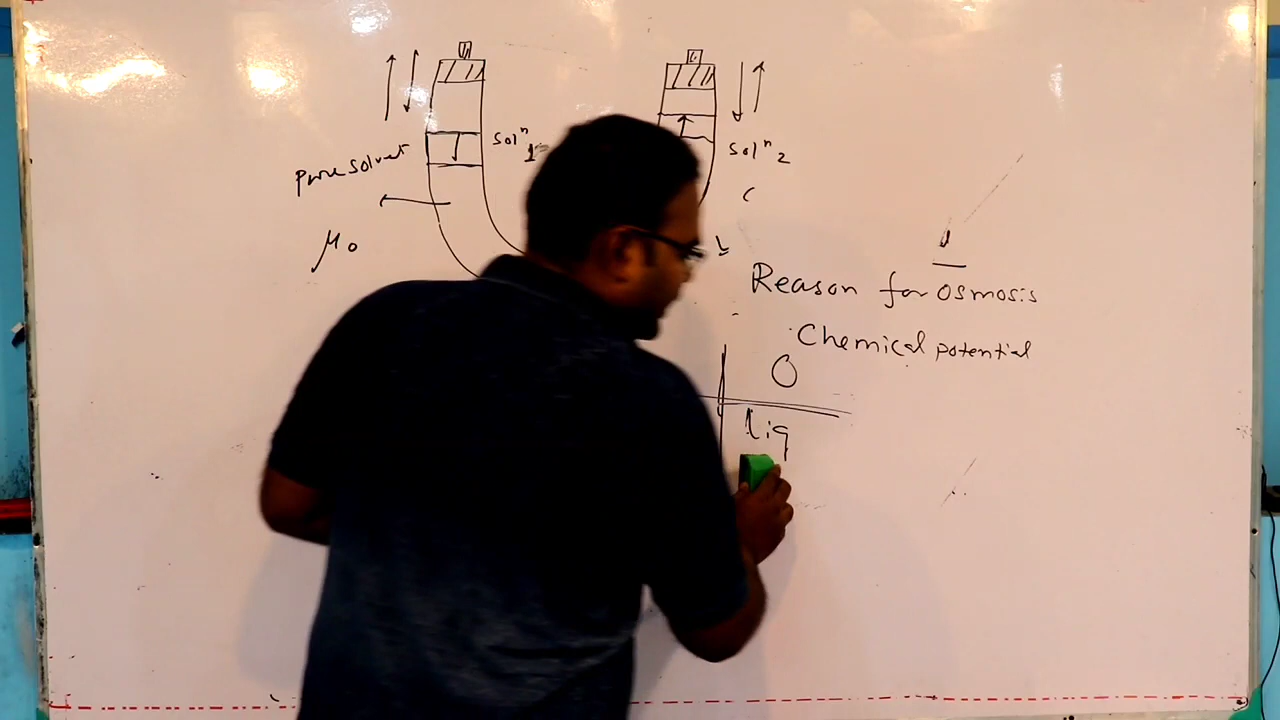 solⁿ 1
pure solvent
μ₀
solⁿ 2
Reason for osmosis
Chemical potential
O
liq